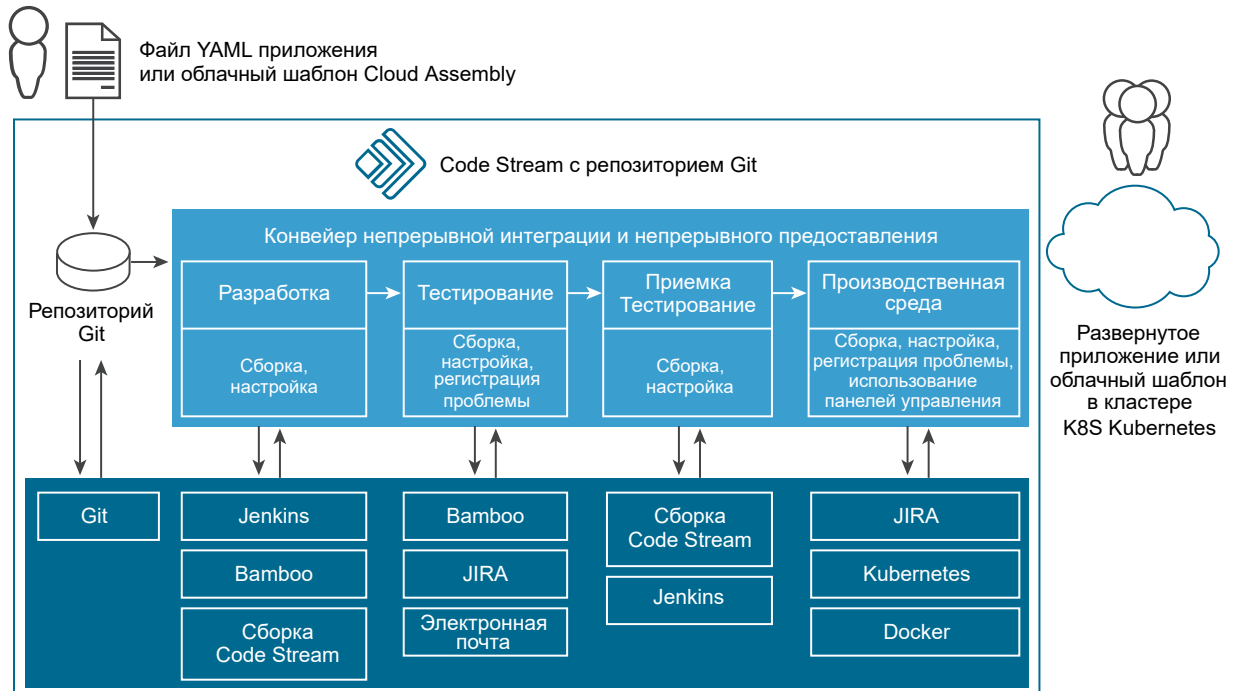 Файл YAML приложения
или облачный шаблон Cloud Assembly
Code Stream с репозиторием Git
Конвейер непрерывной интеграции и непрерывного предоставления
Репозиторий
Git
Разработка
Сборка,
настройка
Тестирование
Сборка,
настройка,
регистрация
проблемы
Приемка
Тестирование
Сборка,
настройка
Производственная
среда
Сборка, настройка,
регистрация проблемы,
использование
панелей управления
Развернутое
приложение или
облачный шаблон
в кластере
K8S Kubernetes
Git
Jenkins
Bamboo
Сборка
Code Stream
Bamboo
JIRA
Электронная
почта
Сборка
Code Stream
Jenkins
JIRA
Kubernetes
Docker